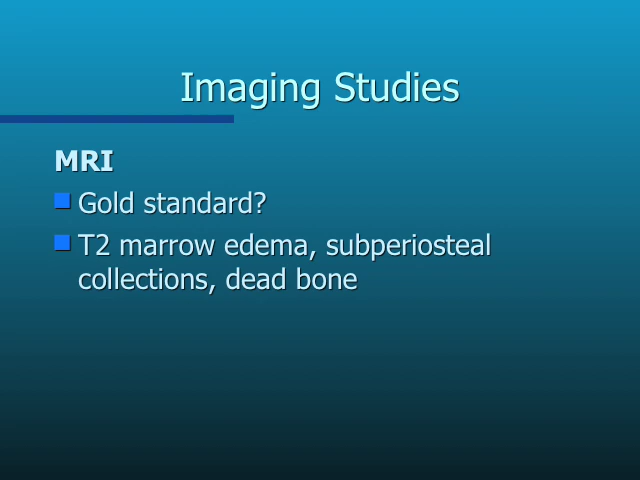 Imaging Studies
MRI
Gold standard?
T2 marrow edema, subperiosteal
collections, dead bone